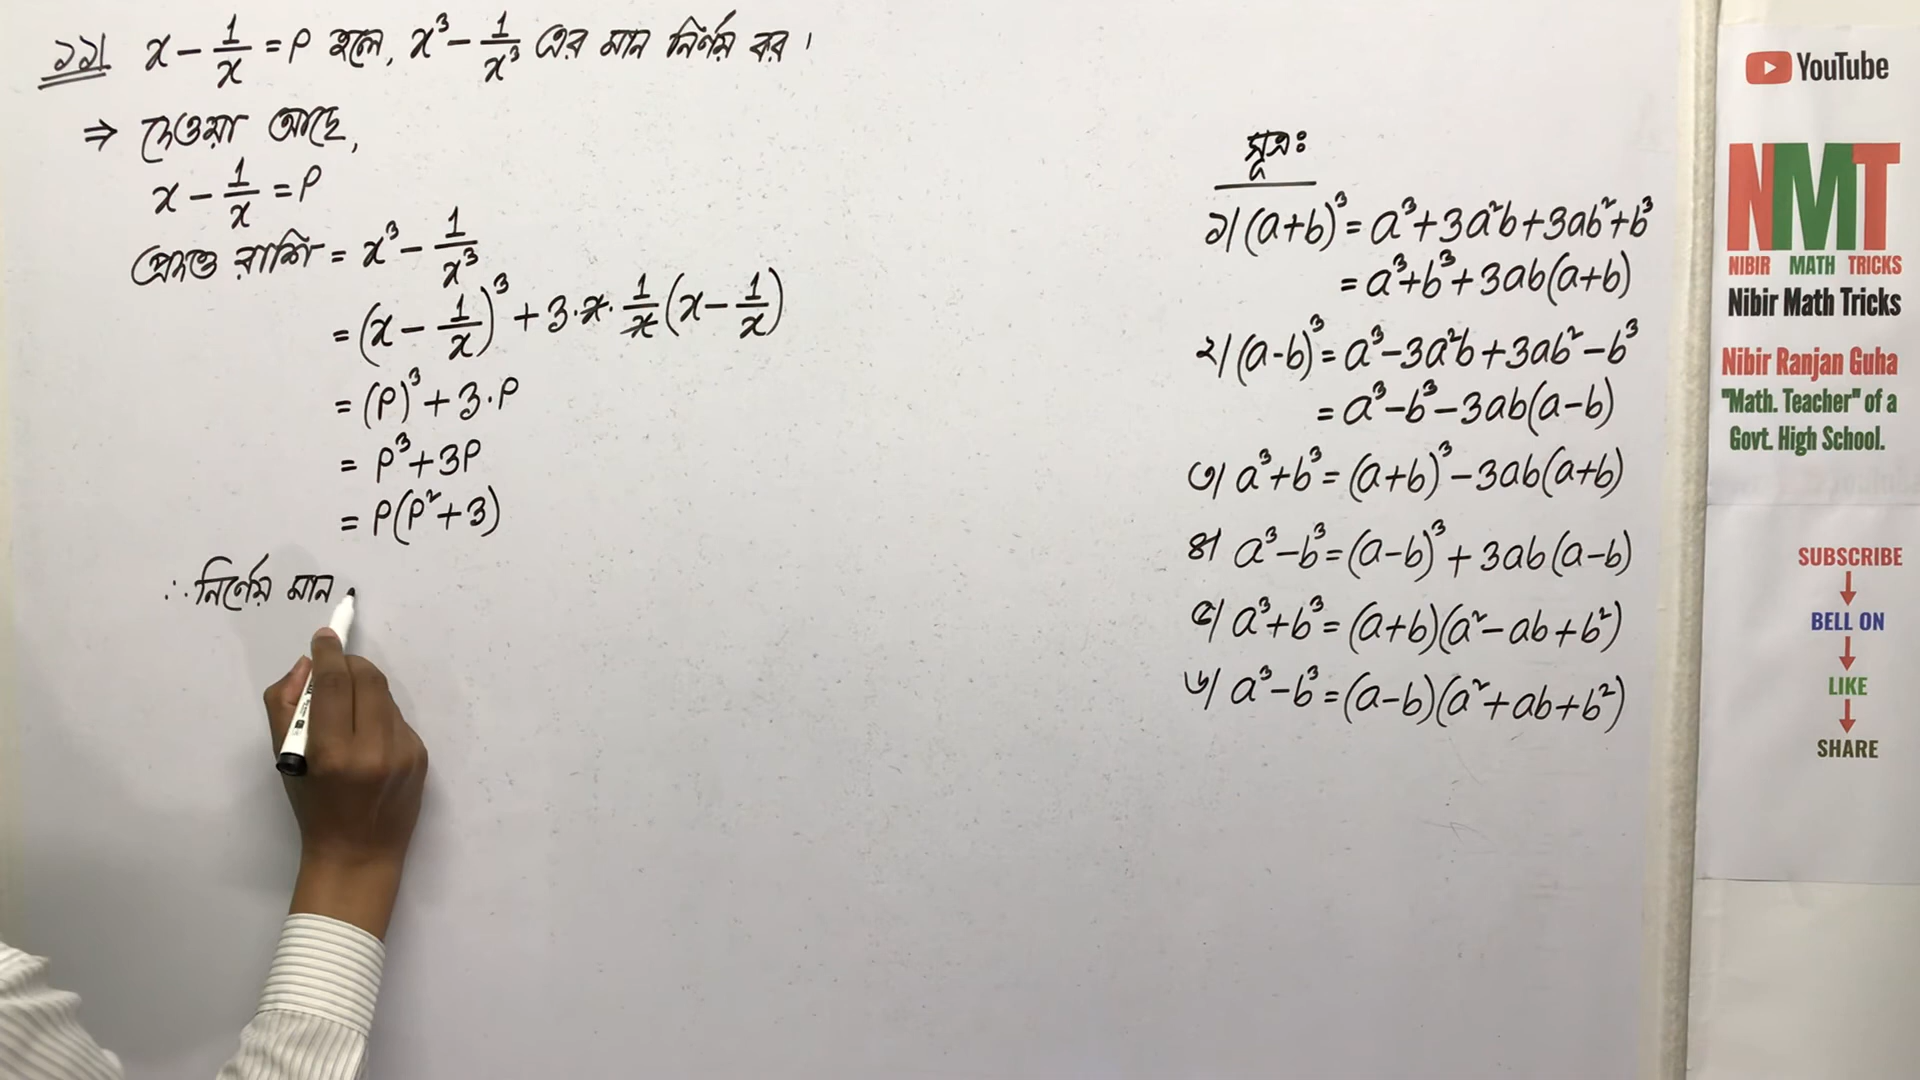 ১১। x - 1/x = P হলে, x³ - 1/x³ এর মান নির্ণয় কর।
⇒ দেওয়া আছে,
x - 1/x = P
প্রদত্ত রাশি = x³ - 1/x³
= (x - 1/x)³ + 3·x·1/x(x - 1/x)
= (P)³ + 3·P
= P³ + 3P
= P(P² + 3)
∴ নির্ণেয় মান
সূত্রঃ
১। (a+b)³ = a³ + 3a²b + 3ab² + b³
= a³ + b³ + 3ab(a+b)
২। (a-b)³ = a³ - 3a²b + 3ab² - b³
= a³ - b³ - 3ab(a-b)
৩। a³ + b³ = (a+b)³ - 3ab(a+b)
৪। a³ - b³ = (a-b)³ + 3ab(a-b)
৫। a³ + b³ = (a+b)(a² - ab + b²)
৬। a³ - b³ = (a-b)(a² + ab + b²)
YouTube
NMT
NIBIR MATH TRICKS
Nibir Math Tricks
Nibir Ranjan Guha
"Math. Teacher" of a
Govt. High School.
SUBSCRIBE
↓
BELL ON
↓
LIKE
↓
SHARE